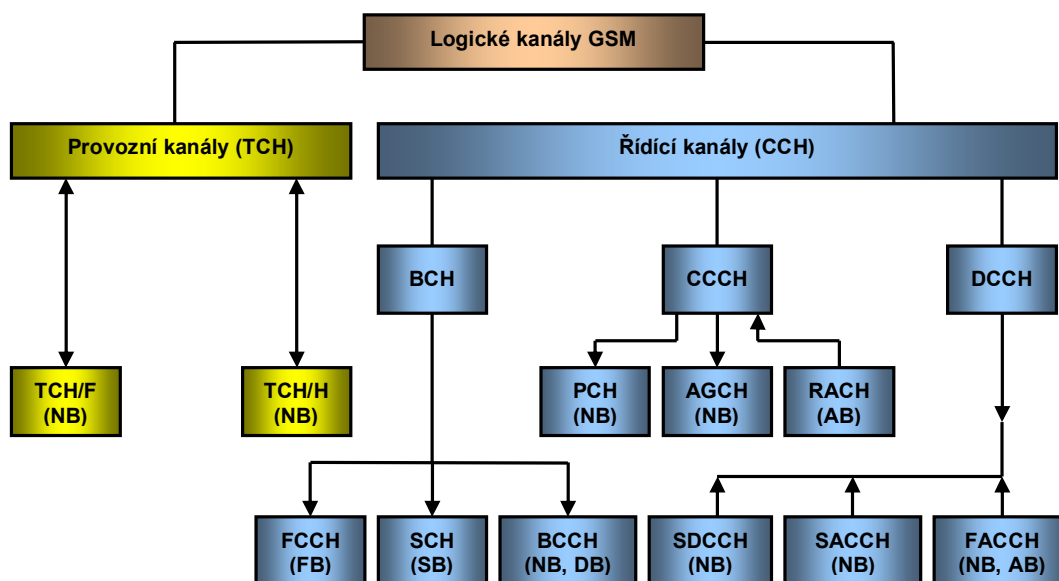 Logické kanály GSM
Provozní kanály (TCH)
Řídící kanály (CCH)
BCH
CCCH
DCCH
TCH/F
(NB)
TCH/H
(NB)
PCH
(NB)
AGCH
(NB)
RACH
(AB)
FCCH
(FB)
SCH
(SB)
BCCH
(NB, DB)
SDCCH
(NB)
SACCH
(NB)
FACCH
(NB, AB)